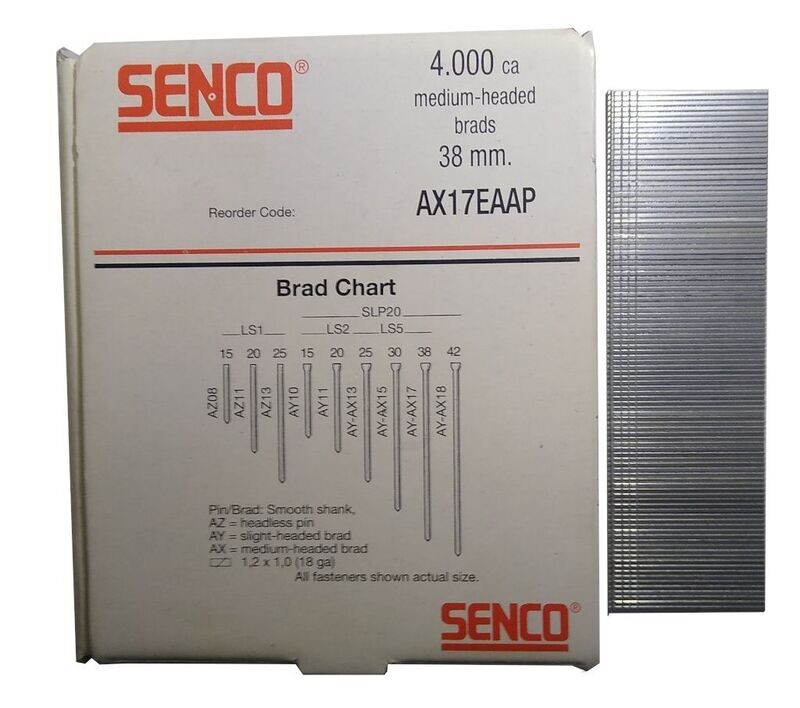 SENCO®
4.000 ca
medium-headed
brads
38 mm.
Reorder Code:
AX17EAAP
Brad Chart
SLP20
LS1 LS2 LS5
15 20 25 15 20 25 30 38 42
AZ08 AZ11 AZ13 AY10 AY11 AY-AX13 AY-AX15 AY-AX17 AY-AX18
Pin/Brad: Smooth shank,
AZ = headless pin
AY = slight-headed brad
AX = medium-headed brad
1,2 x 1,0 (18 ga)
All fasteners shown actual size.
SENCO®